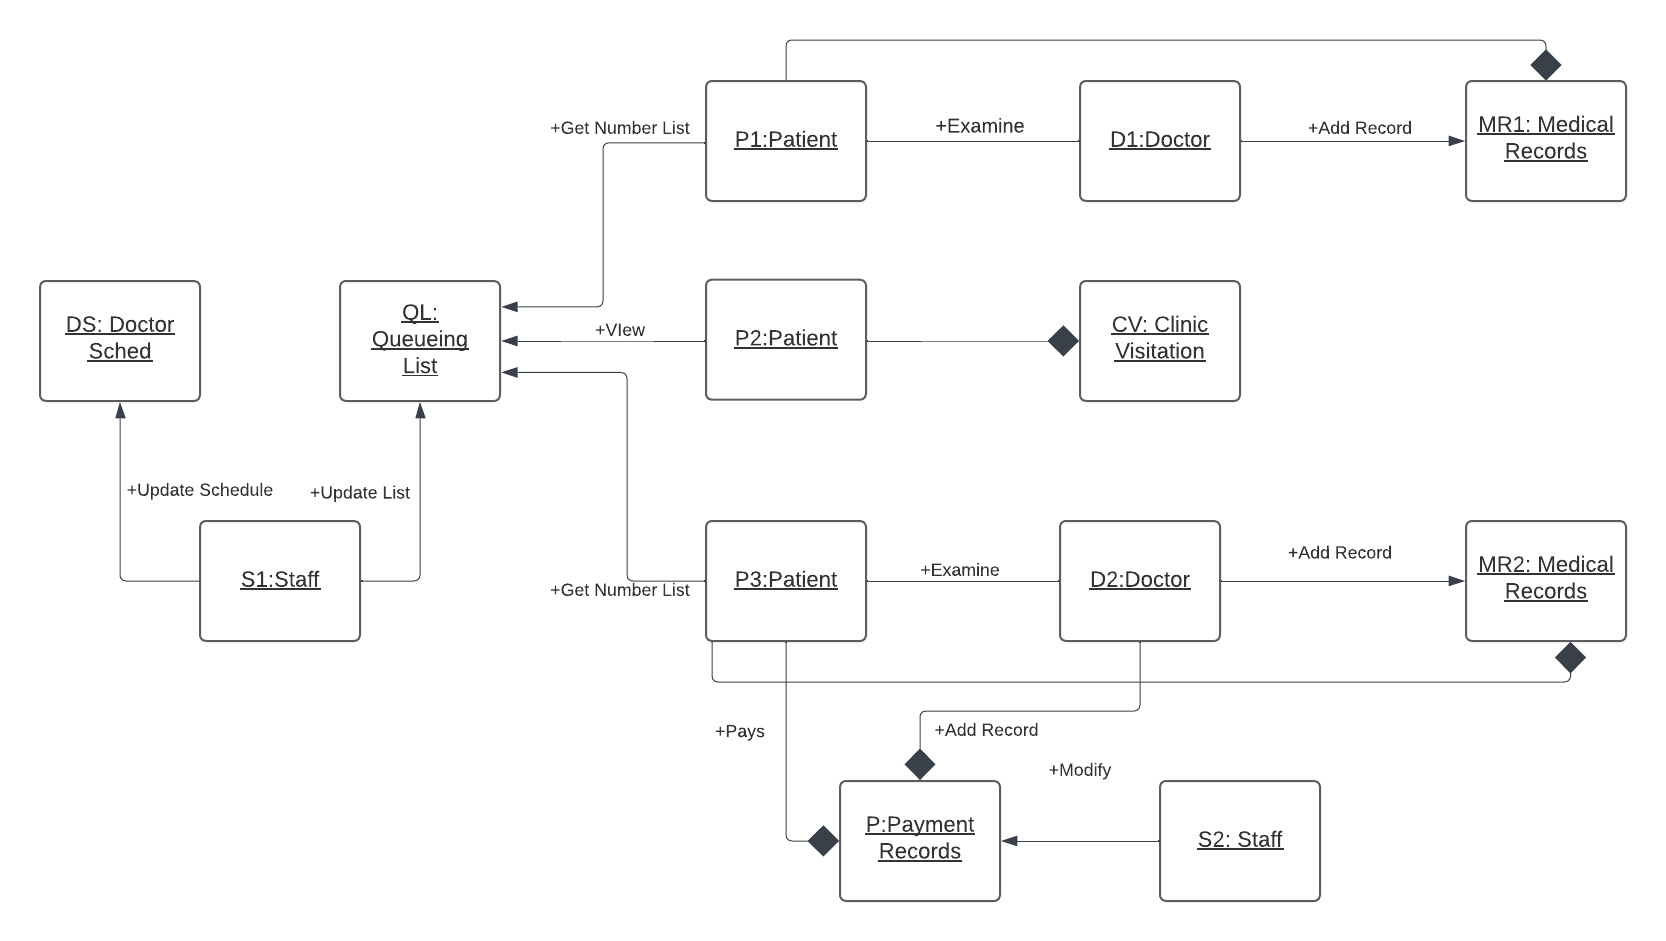 +Get Number List
P1:Patient
+Examine
D1:Doctor
+Add Record
MR1: Medical
Records
DS: Doctor
Sched
QL:
Queueing
List
+VIew
P2:Patient
CV: Clinic
Visitation
+Update Schedule
+Update List
S1:Staff
+Get Number List
P3:Patient
+Examine
D2:Doctor
+Add Record
MR2: Medical
Records
+Pays
+Add Record
+Modify
P:Payment
Records
S2: Staff